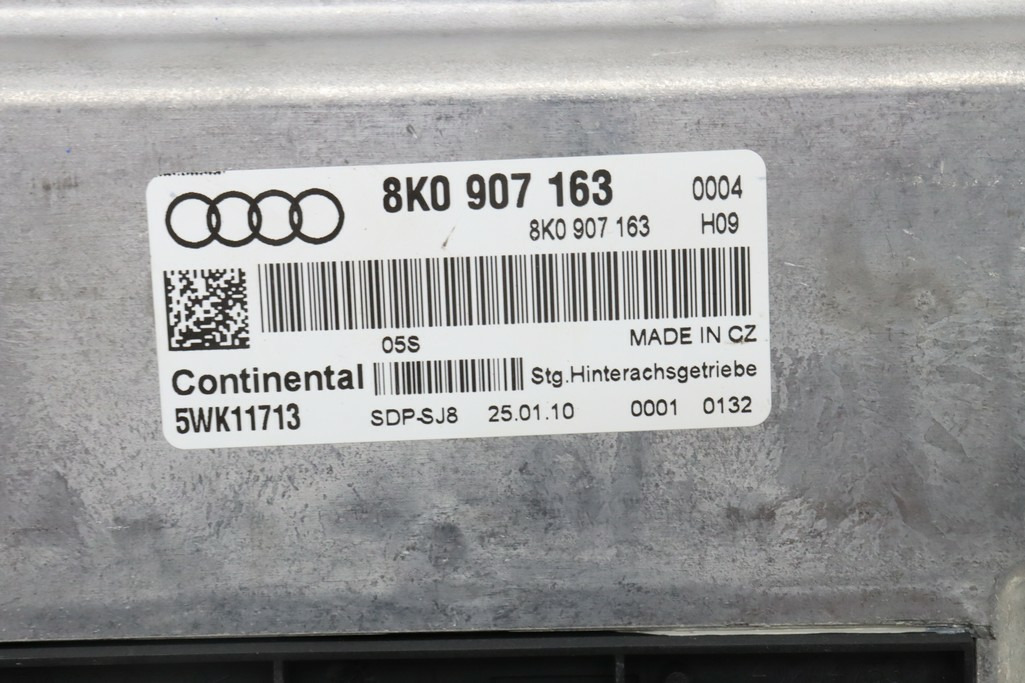 8K0 907 163 0004
8K0 907 163 H09
05S MADE IN CZ
Continental Stg.Hinterachsgetriebe
5WK11713 SDP-SJ8 25.01.10 0001 0132